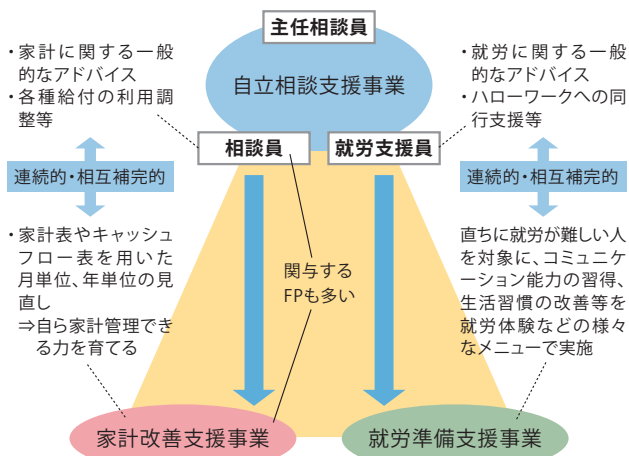 主任相談員
自立相談支援事業
・家計に関する一般
的なアドバイス
・各種給付の利用調
整等
・就労に関する一般
的なアドバイス
・ハローワークへの同
行支援等
相談員
就労支援員
連続的・相互補完的
連続的・相互補完的
・家計表やキャッシュ
フロー表を用いた
月単位、年単位の見
直し
⇒自ら家計管理でき
る力を育てる
関与する
FPも多い
直ちに就労が難しい人
を対象に、コミュニケ
ーション能力の習得、
生活習慣の改善等を
就労体験などの様々
なメニューで実施
家計改善支援事業
就労準備支援事業